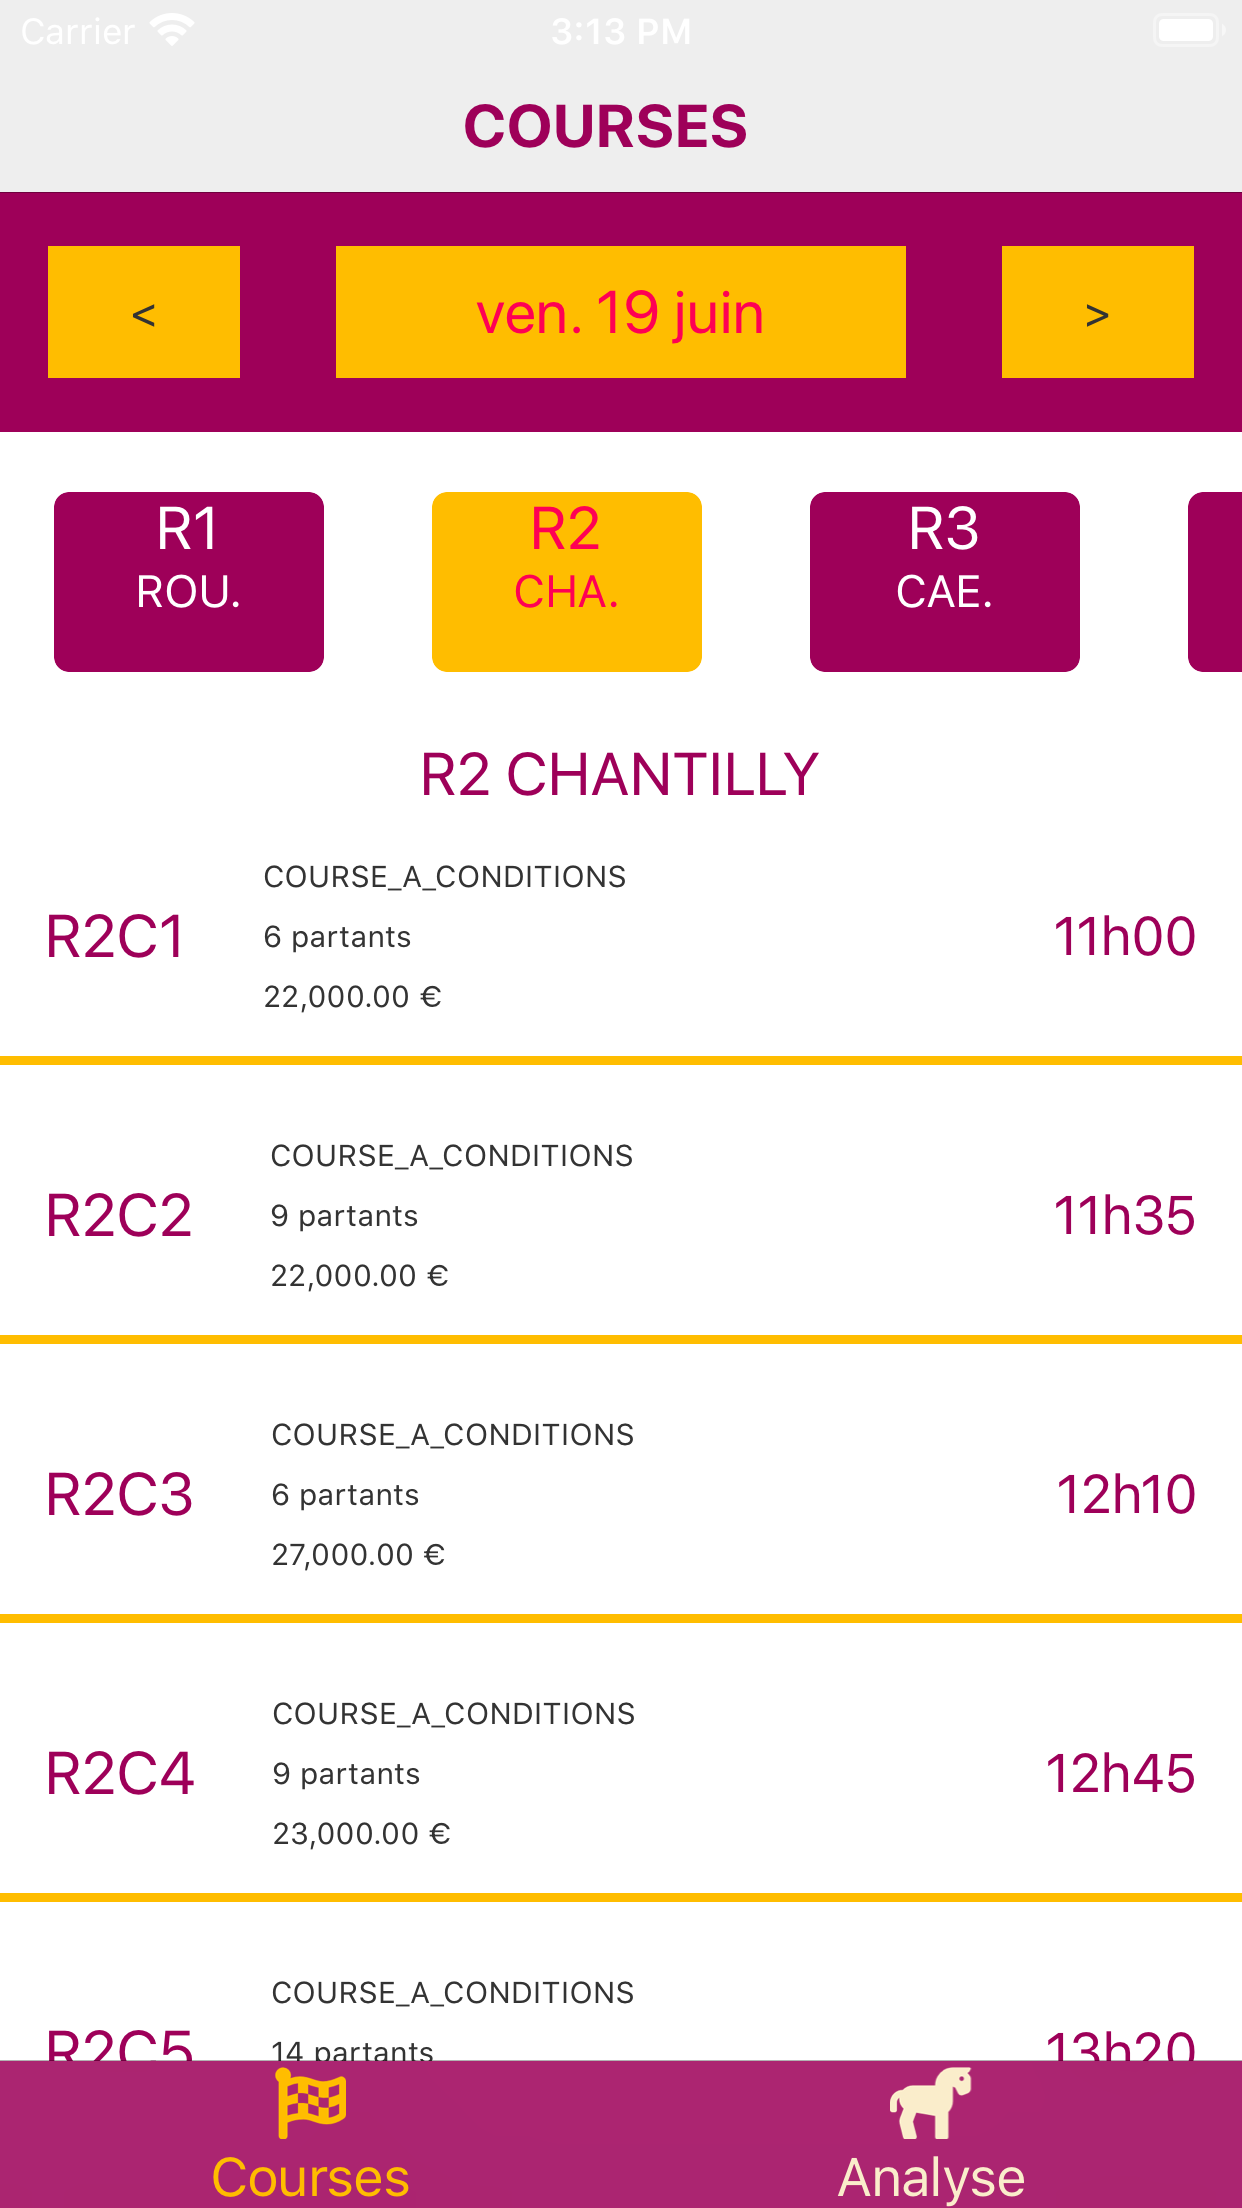 Carrier 3:13 PM
COURSES
< ven. 19 juin >
R1 R2 R3
ROU. CHA. CAE.
R2 CHANTILLY
COURSE_A_CONDITIONS
R2C1 6 partants 11h00
22,000.00 €
COURSE_A_CONDITIONS
R2C2 9 partants 11h35
22,000.00 €
COURSE_A_CONDITIONS
R2C3 6 partants 12h10
27,000.00 €
COURSE_A_CONDITIONS
R2C4 9 partants 12h45
23,000.00 €
COURSE_A_CONDITIONS
R2C5 14 partants 13h20
Courses Analyse